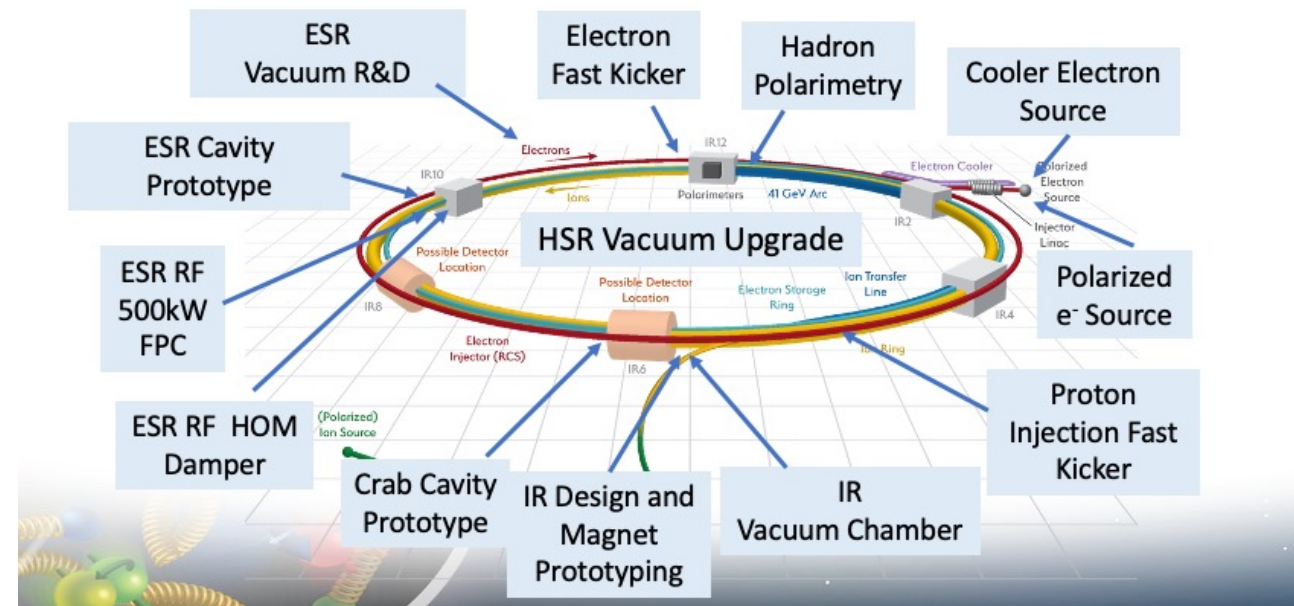 ESR
Vacuum R&D
Electron
Fast Kicker
Hadron
Polarimetry
Cooler Electron
Source
ESR Cavity
Prototype
IR12
Electrons
Electron Cooler
Polarized
Electron
Source
IR10
Ions
Polarimeters
41 GeV Arc
IR2
Injector
Linac
HSR Vacuum Upgrade
ESR RF
500kW
FPC
Possible Detector
Location
Possible Detector
Location
Electron Storage
Ring
Ion Transfer
Line
Polarized
e- Source
IR8
IR4
Electron
Injector (RCS)
IR6
Ion Ring
ESR RF HOM
Damper
(Polarized)
Ion Source
Proton
Injection Fast
Kicker
Crab Cavity
Prototype
IR Design and
Magnet
Prototyping
IR
Vacuum Chamber